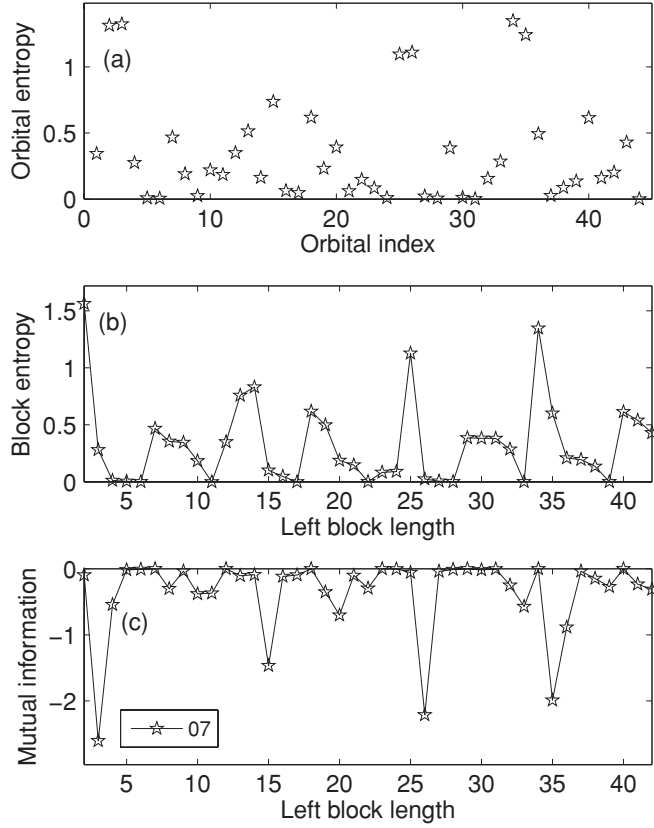 Orbital entropy
1
0.5
0
(a)
0 10 20 30 40
Orbital index
Block entropy
1.5
1
0.5
0
(b)
5 10 15 20 25 30 35 40
Left block length
Mutual information
0
−1
−2
(c)
07
5 10 15 20 25 30 35 40
Left block length